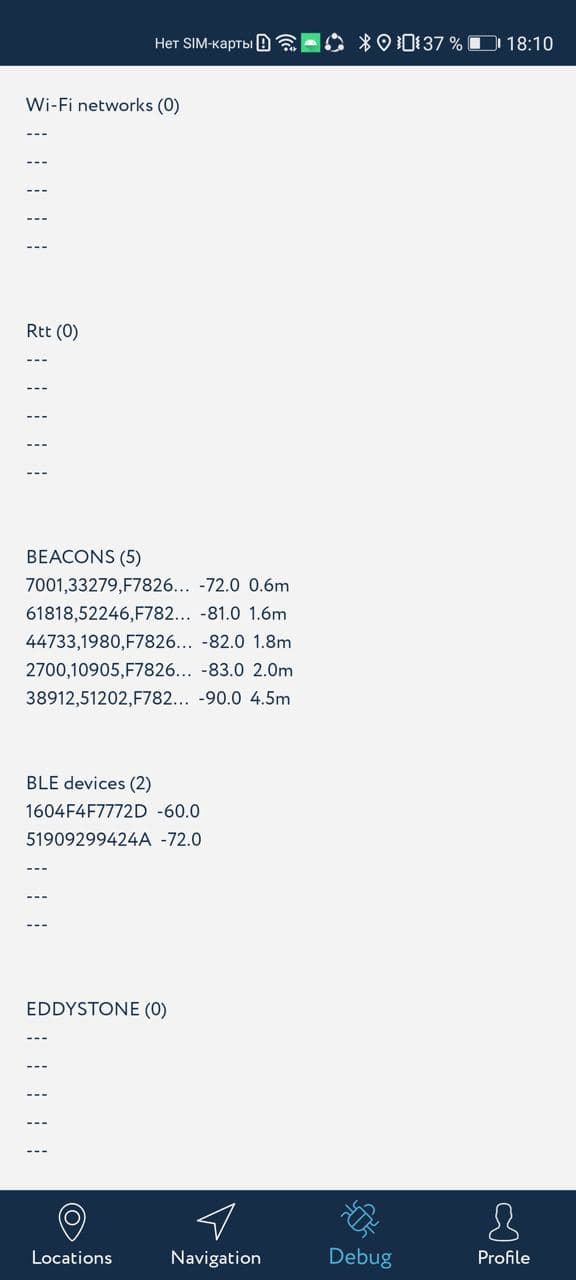 Нет SIM-карты 37 % 18:10
Wi-Fi networks (0)
---
---
---
---
---
Rtt (0)
---
---
---
---
---
BEACONS (5)
7001,33279,F7826... -72.0 0.6m
61818,52246,F782... -81.0 1.6m
44733,1980,F7826... -82.0 1.8m
2700,10905,F7826... -83.0 2.0m
38912,51202,F782... -90.0 4.5m
BLE devices (2)
1604F4F7772D -60.0
51909299424A -72.0
---
---
---
EDDYSTONE (0)
---
---
---
---
---
Locations Navigation Debug Profile